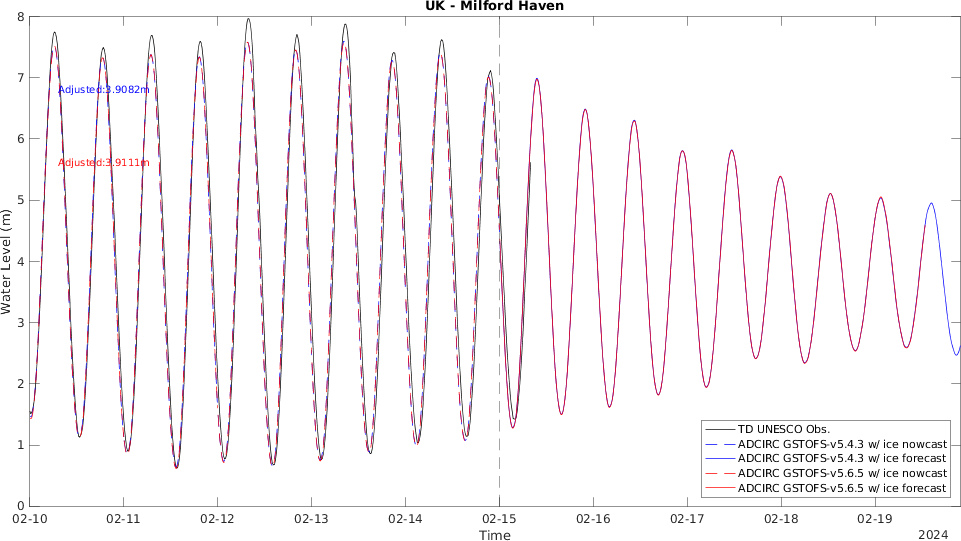 UK - Milford Haven
8
7
6
5
4
3
2
1
0
Water Level (m)
Adjusted:3.9082m
Adjusted:3.9111m
TD UNESCO Obs.
ADCIRC GSTOFS-v5.4.3 w/ ice nowcast
ADCIRC GSTOFS-v5.4.3 w/ ice forecast
ADCIRC GSTOFS-v5.6.5 w/ ice nowcast
ADCIRC GSTOFS-v5.6.5 w/ ice forecast
02-10 02-11 02-12 02-13 02-14 02-15 02-16 02-17 02-18 02-19
Time
2024